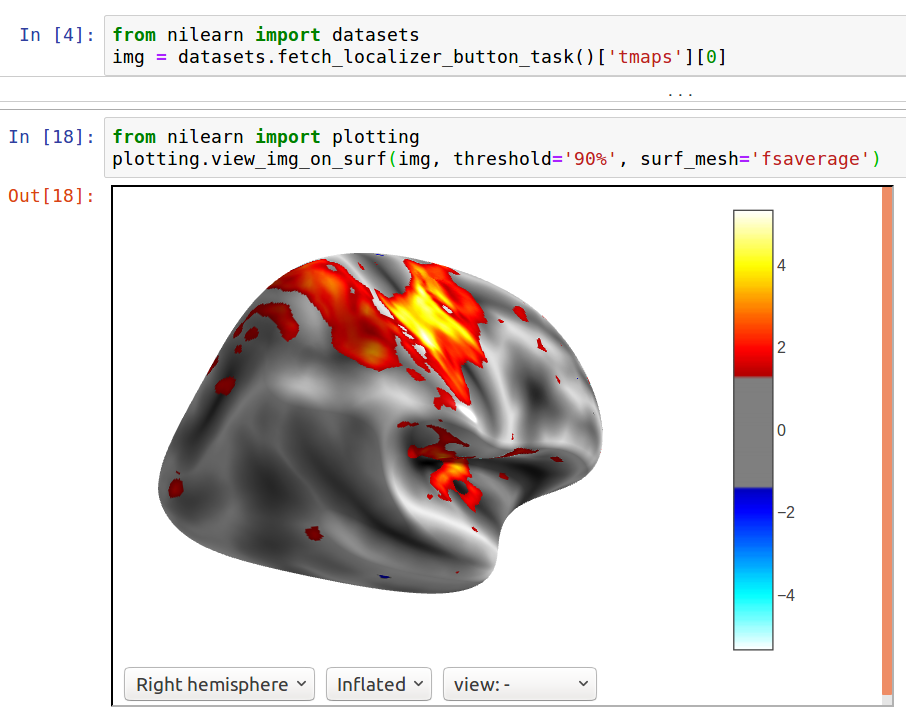 In [4]: from nilearn import datasets
img = datasets.fetch_localizer_button_task()['tmaps'][0]
...
In [18]: from nilearn import plotting
plotting.view_img_on_surf(img, threshold='90%', surf_mesh='fsaverage')
Out[18]:
4
2
0
−2
−4
Right hemisphere Inflated view: -